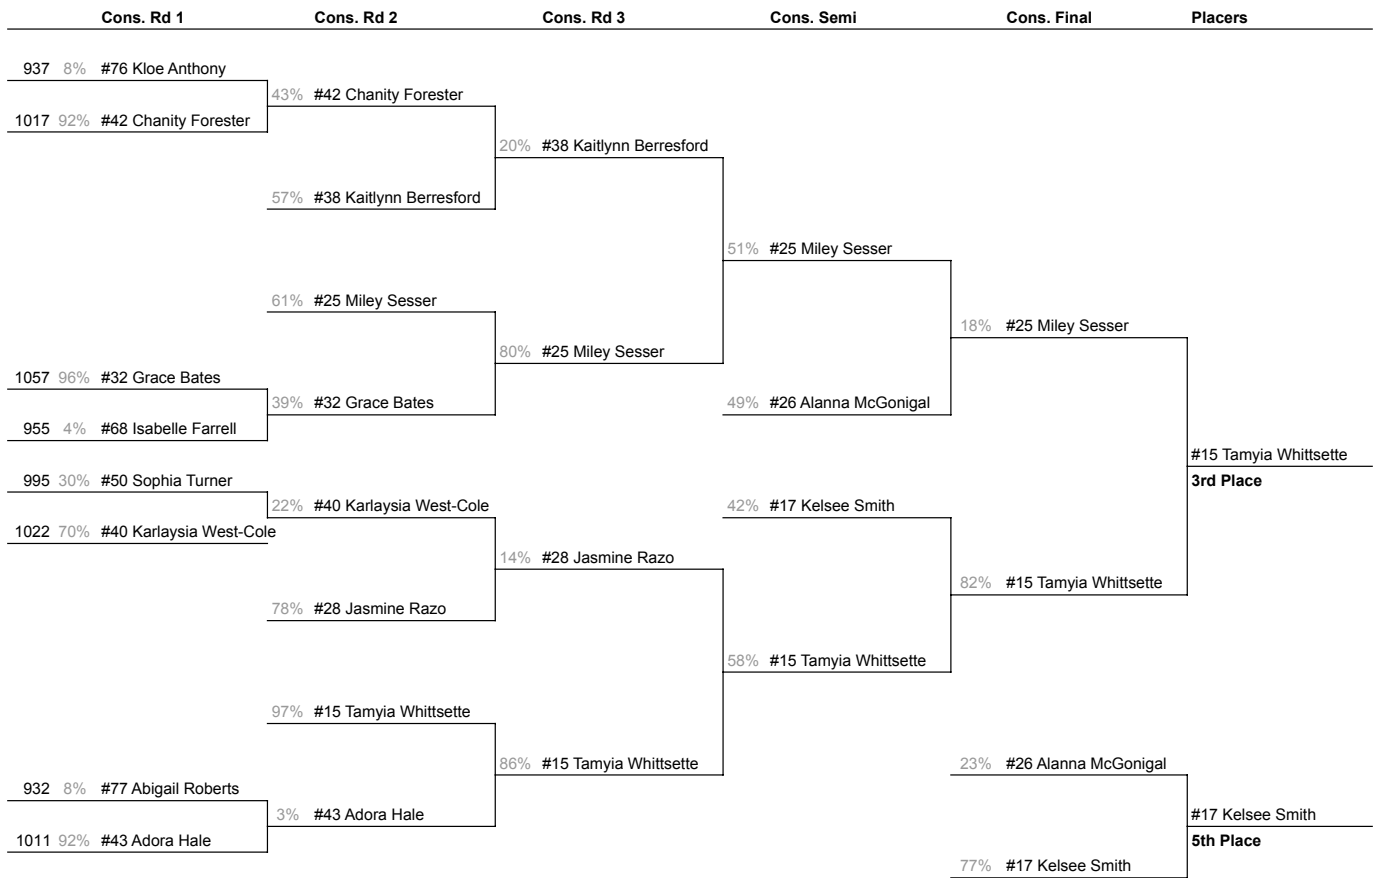 Cons. Rd 1 Cons. Rd 2 Cons. Rd 3 Cons. Semi Cons. Final Placers
937 8% #76 Kloe Anthony
43% #42 Chanity Forester
1017 92% #42 Chanity Forester
20% #38 Kaitlynn Berresford
57% #38 Kaitlynn Berresford
51% #25 Miley Sesser
61% #25 Miley Sesser
18% #25 Miley Sesser
80% #25 Miley Sesser
1057 96% #32 Grace Bates
39% #32 Grace Bates 49% #26 Alanna McGonigal
955 4% #68 Isabelle Farrell
#15 Tamyia Whittsette
995 30% #50 Sophia Turner 3rd Place
22% #40 Karlaysia West-Cole 42% #17 Kelsee Smith
1022 70% #40 Karlaysia West-Cole
14% #28 Jasmine Razo
82% #15 Tamyia Whittsette
78% #28 Jasmine Razo
58% #15 Tamyia Whittsette
97% #15 Tamyia Whittsette
86% #15 Tamyia Whittsette 23% #26 Alanna McGonigal
932 8% #77 Abigail Roberts
3% #43 Adora Hale #17 Kelsee Smith
1011 92% #43 Adora Hale 5th Place
77% #17 Kelsee Smith